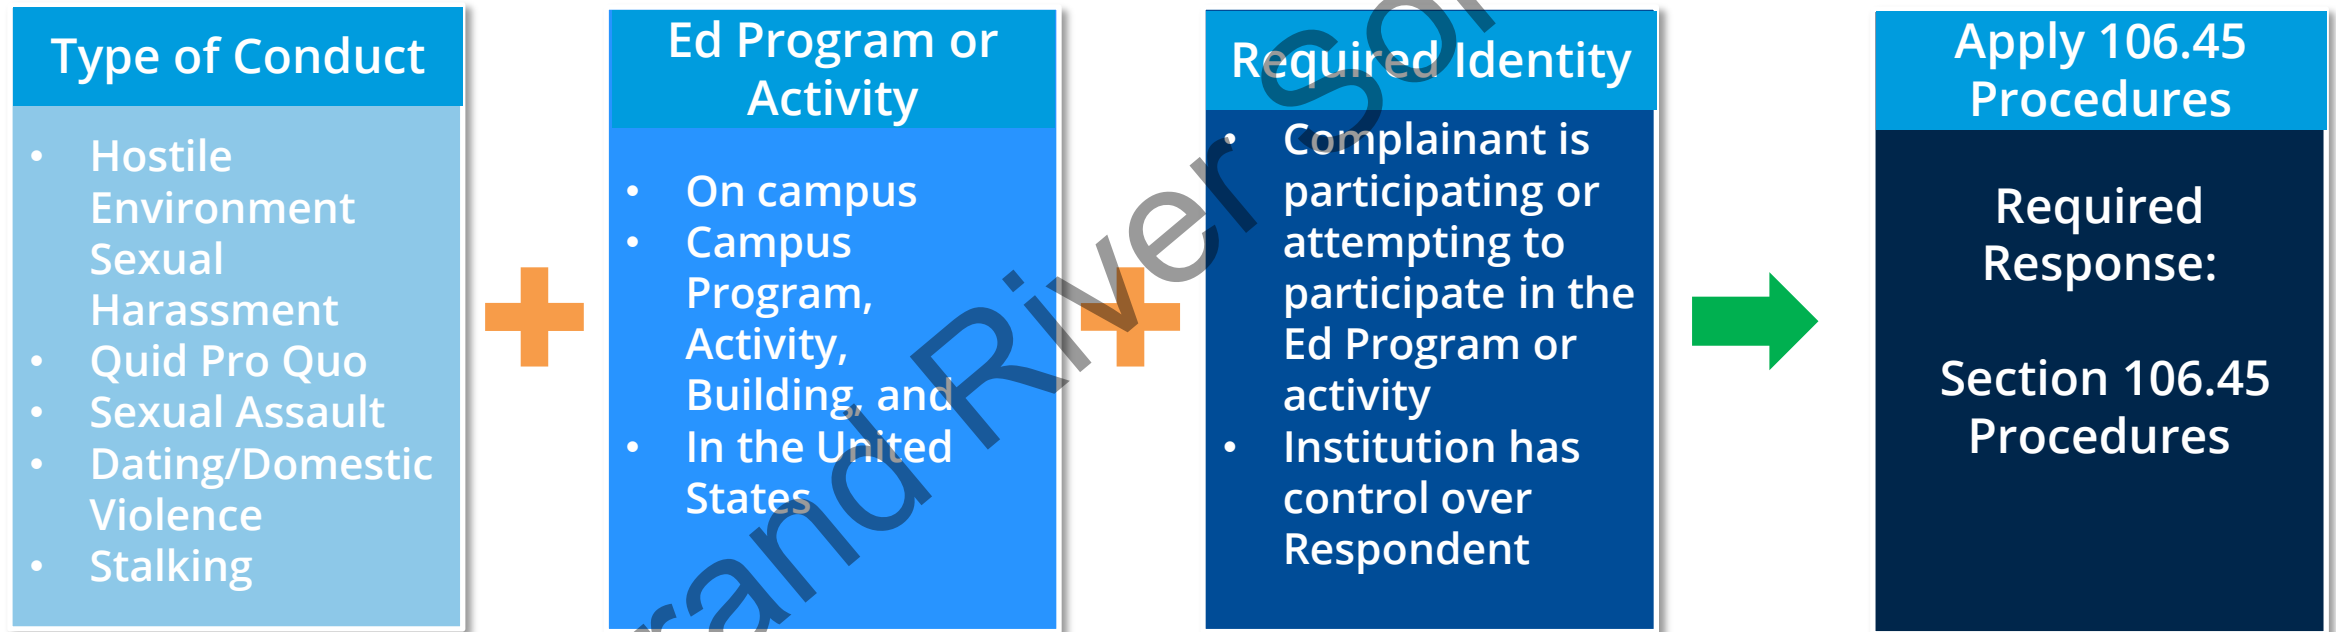 Type of Conduct
• Hostile
Environment
Sexual
Harassment
• Quid Pro Quo
• Sexual Assault
• Dating/Domestic
Violence
• Stalking
Ed Program or
Activity
• On campus
• Campus
Program,
Activity,
Building, and
• In the United
States
Required Identity
• Complainant is
participating or
attempting to
participate in the
Ed Program or
activity
• Institution has
control over
Respondent
Apply 106.45
Procedures
Required
Response:
Section 106.45
Procedures
River